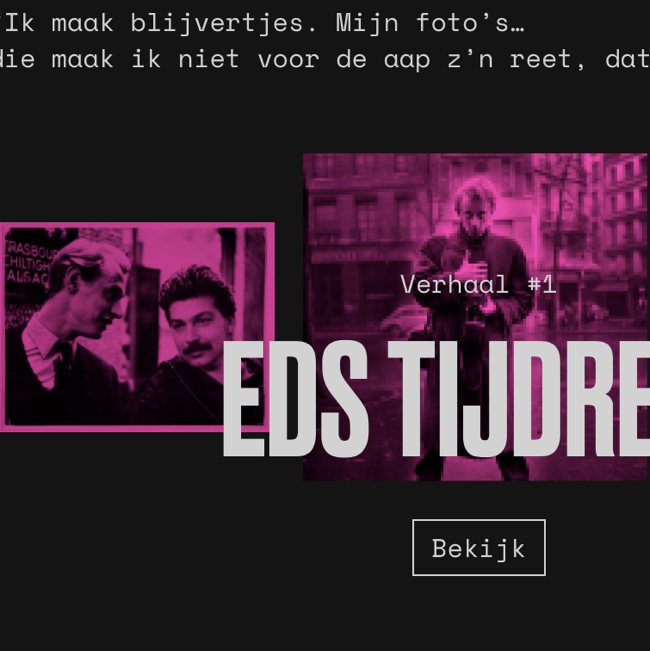 'Ik maak blijvertjes. Mijn foto’s…
die maak ik niet voor de aap z’n reet, dat
TRASBOU
CHILTIGH
ALSAC
Verhaal #1
EDS TIJDRE
Bekijk